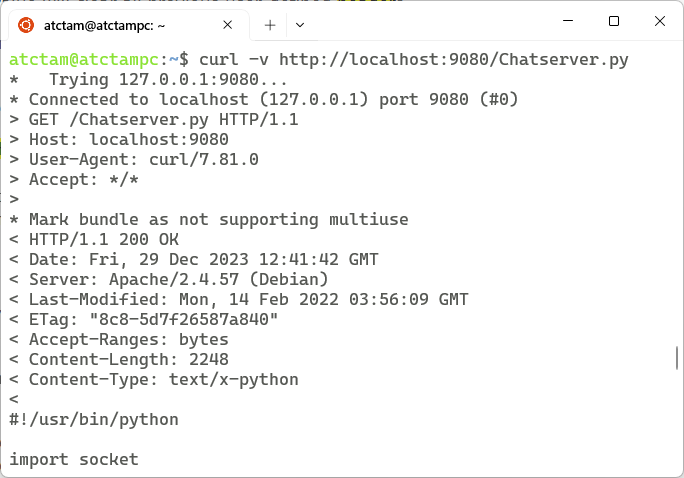 atctam@atctampc: ~
atctam@atctampc:~$ curl -v http://localhost:9080/Chatserver.py
*   Trying 127.0.0.1:9080...
* Connected to localhost (127.0.0.1) port 9080 (#0)
> GET /Chatserver.py HTTP/1.1
> Host: localhost:9080
> User-Agent: curl/7.81.0
> Accept: */*
>
* Mark bundle as not supporting multiuse
< HTTP/1.1 200 OK
< Date: Fri, 29 Dec 2023 12:41:42 GMT
< Server: Apache/2.4.57 (Debian)
< Last-Modified: Mon, 14 Feb 2022 03:56:09 GMT
< ETag: "8c8-5d7f26587a840"
< Accept-Ranges: bytes
< Content-Length: 2248
< Content-Type: text/x-python
<
#!/usr/bin/python
import socket